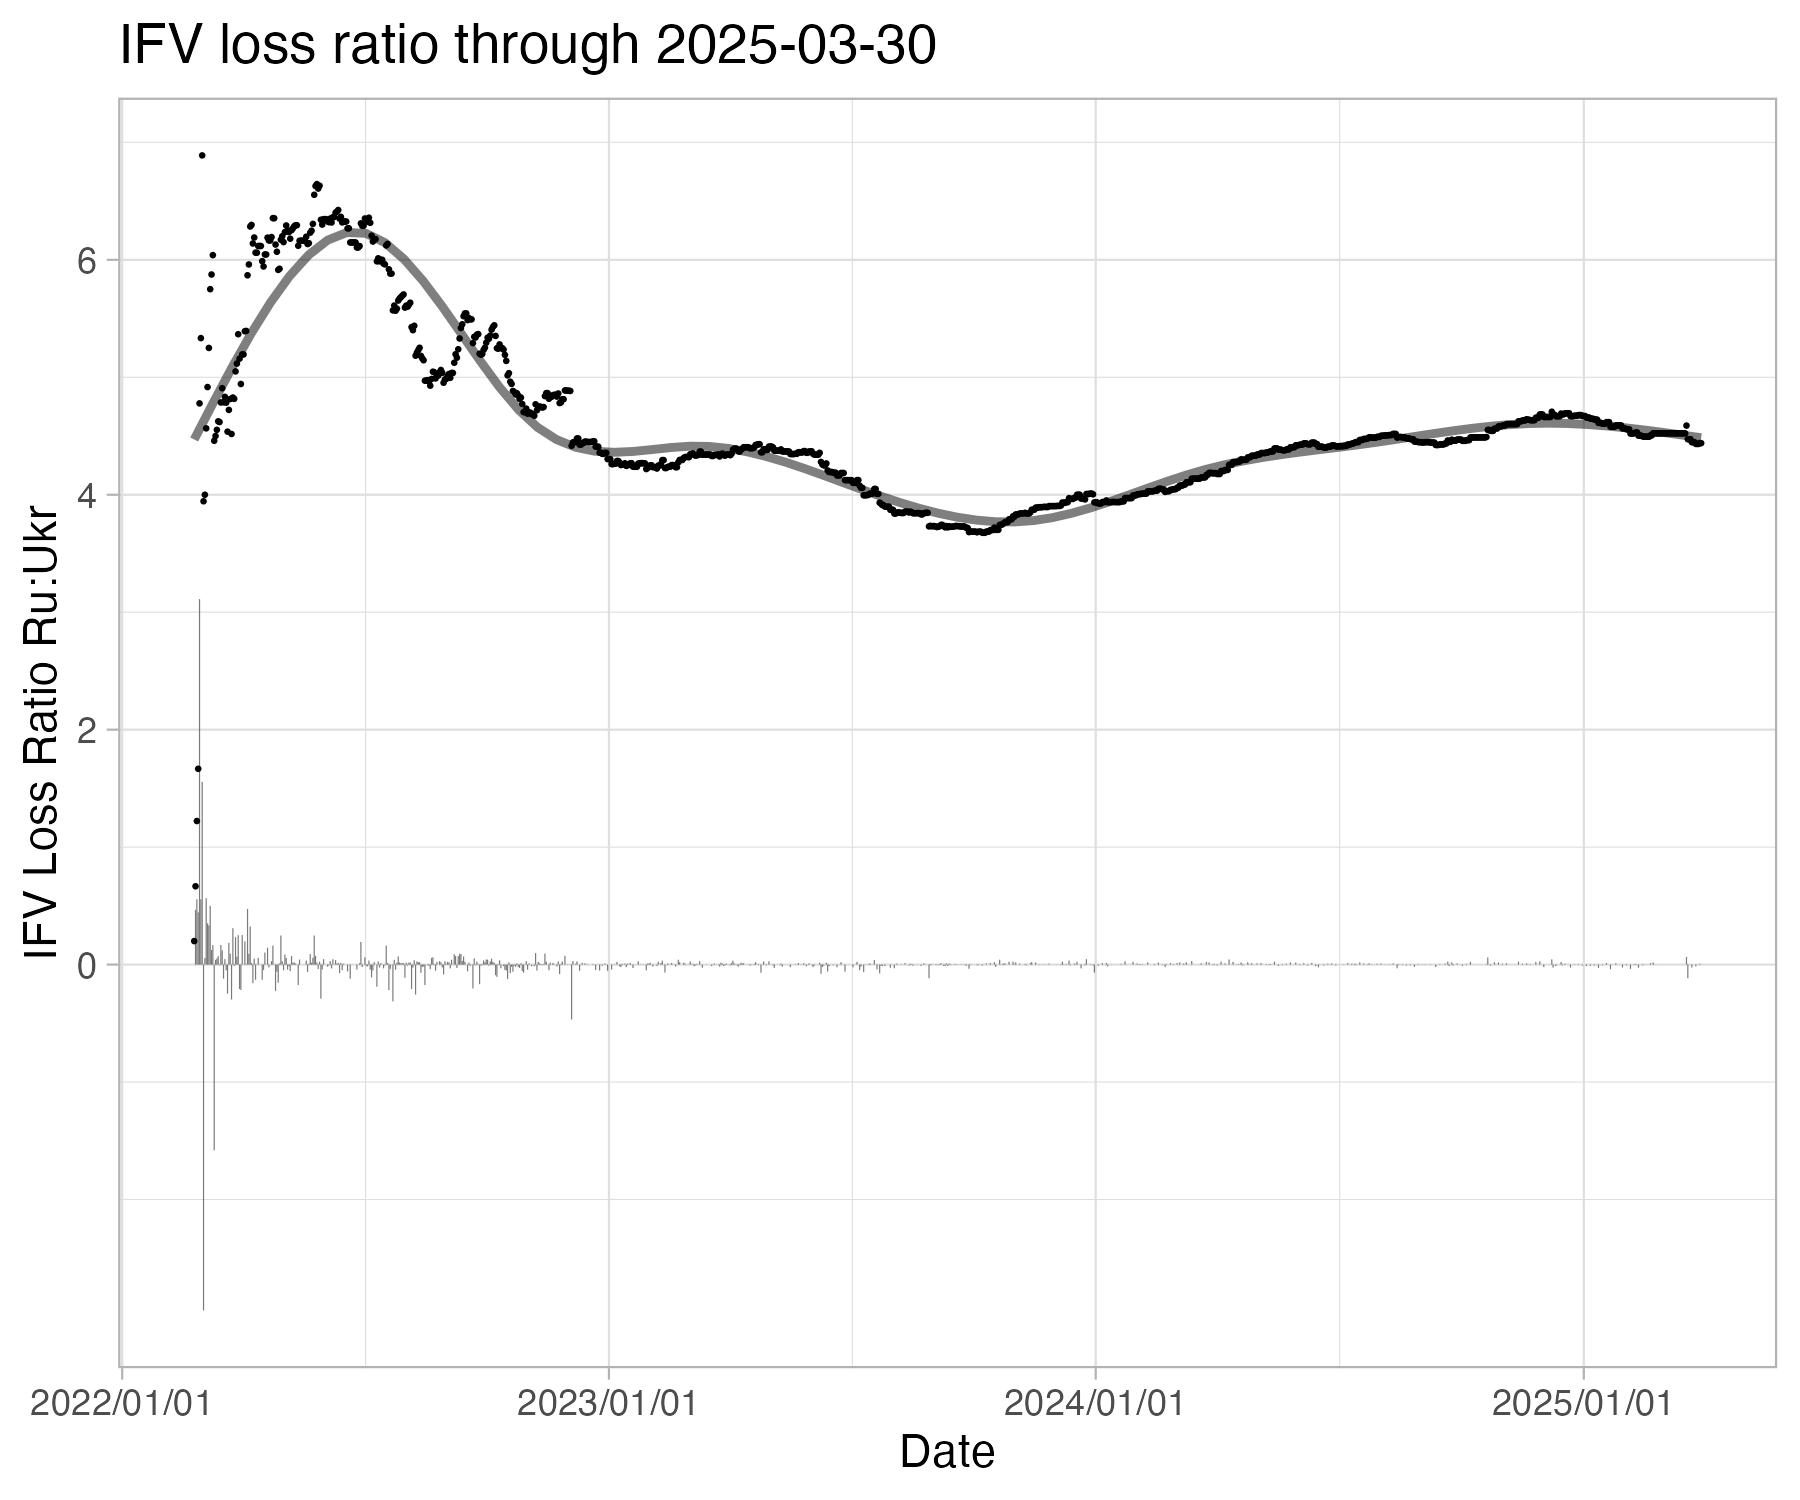 IFV loss ratio through 2025-03-30
IFV Loss Ratio Ru:Ukr
6
4
2
0
2022/01/01
2023/01/01
2024/01/01
2025/01/01
Date